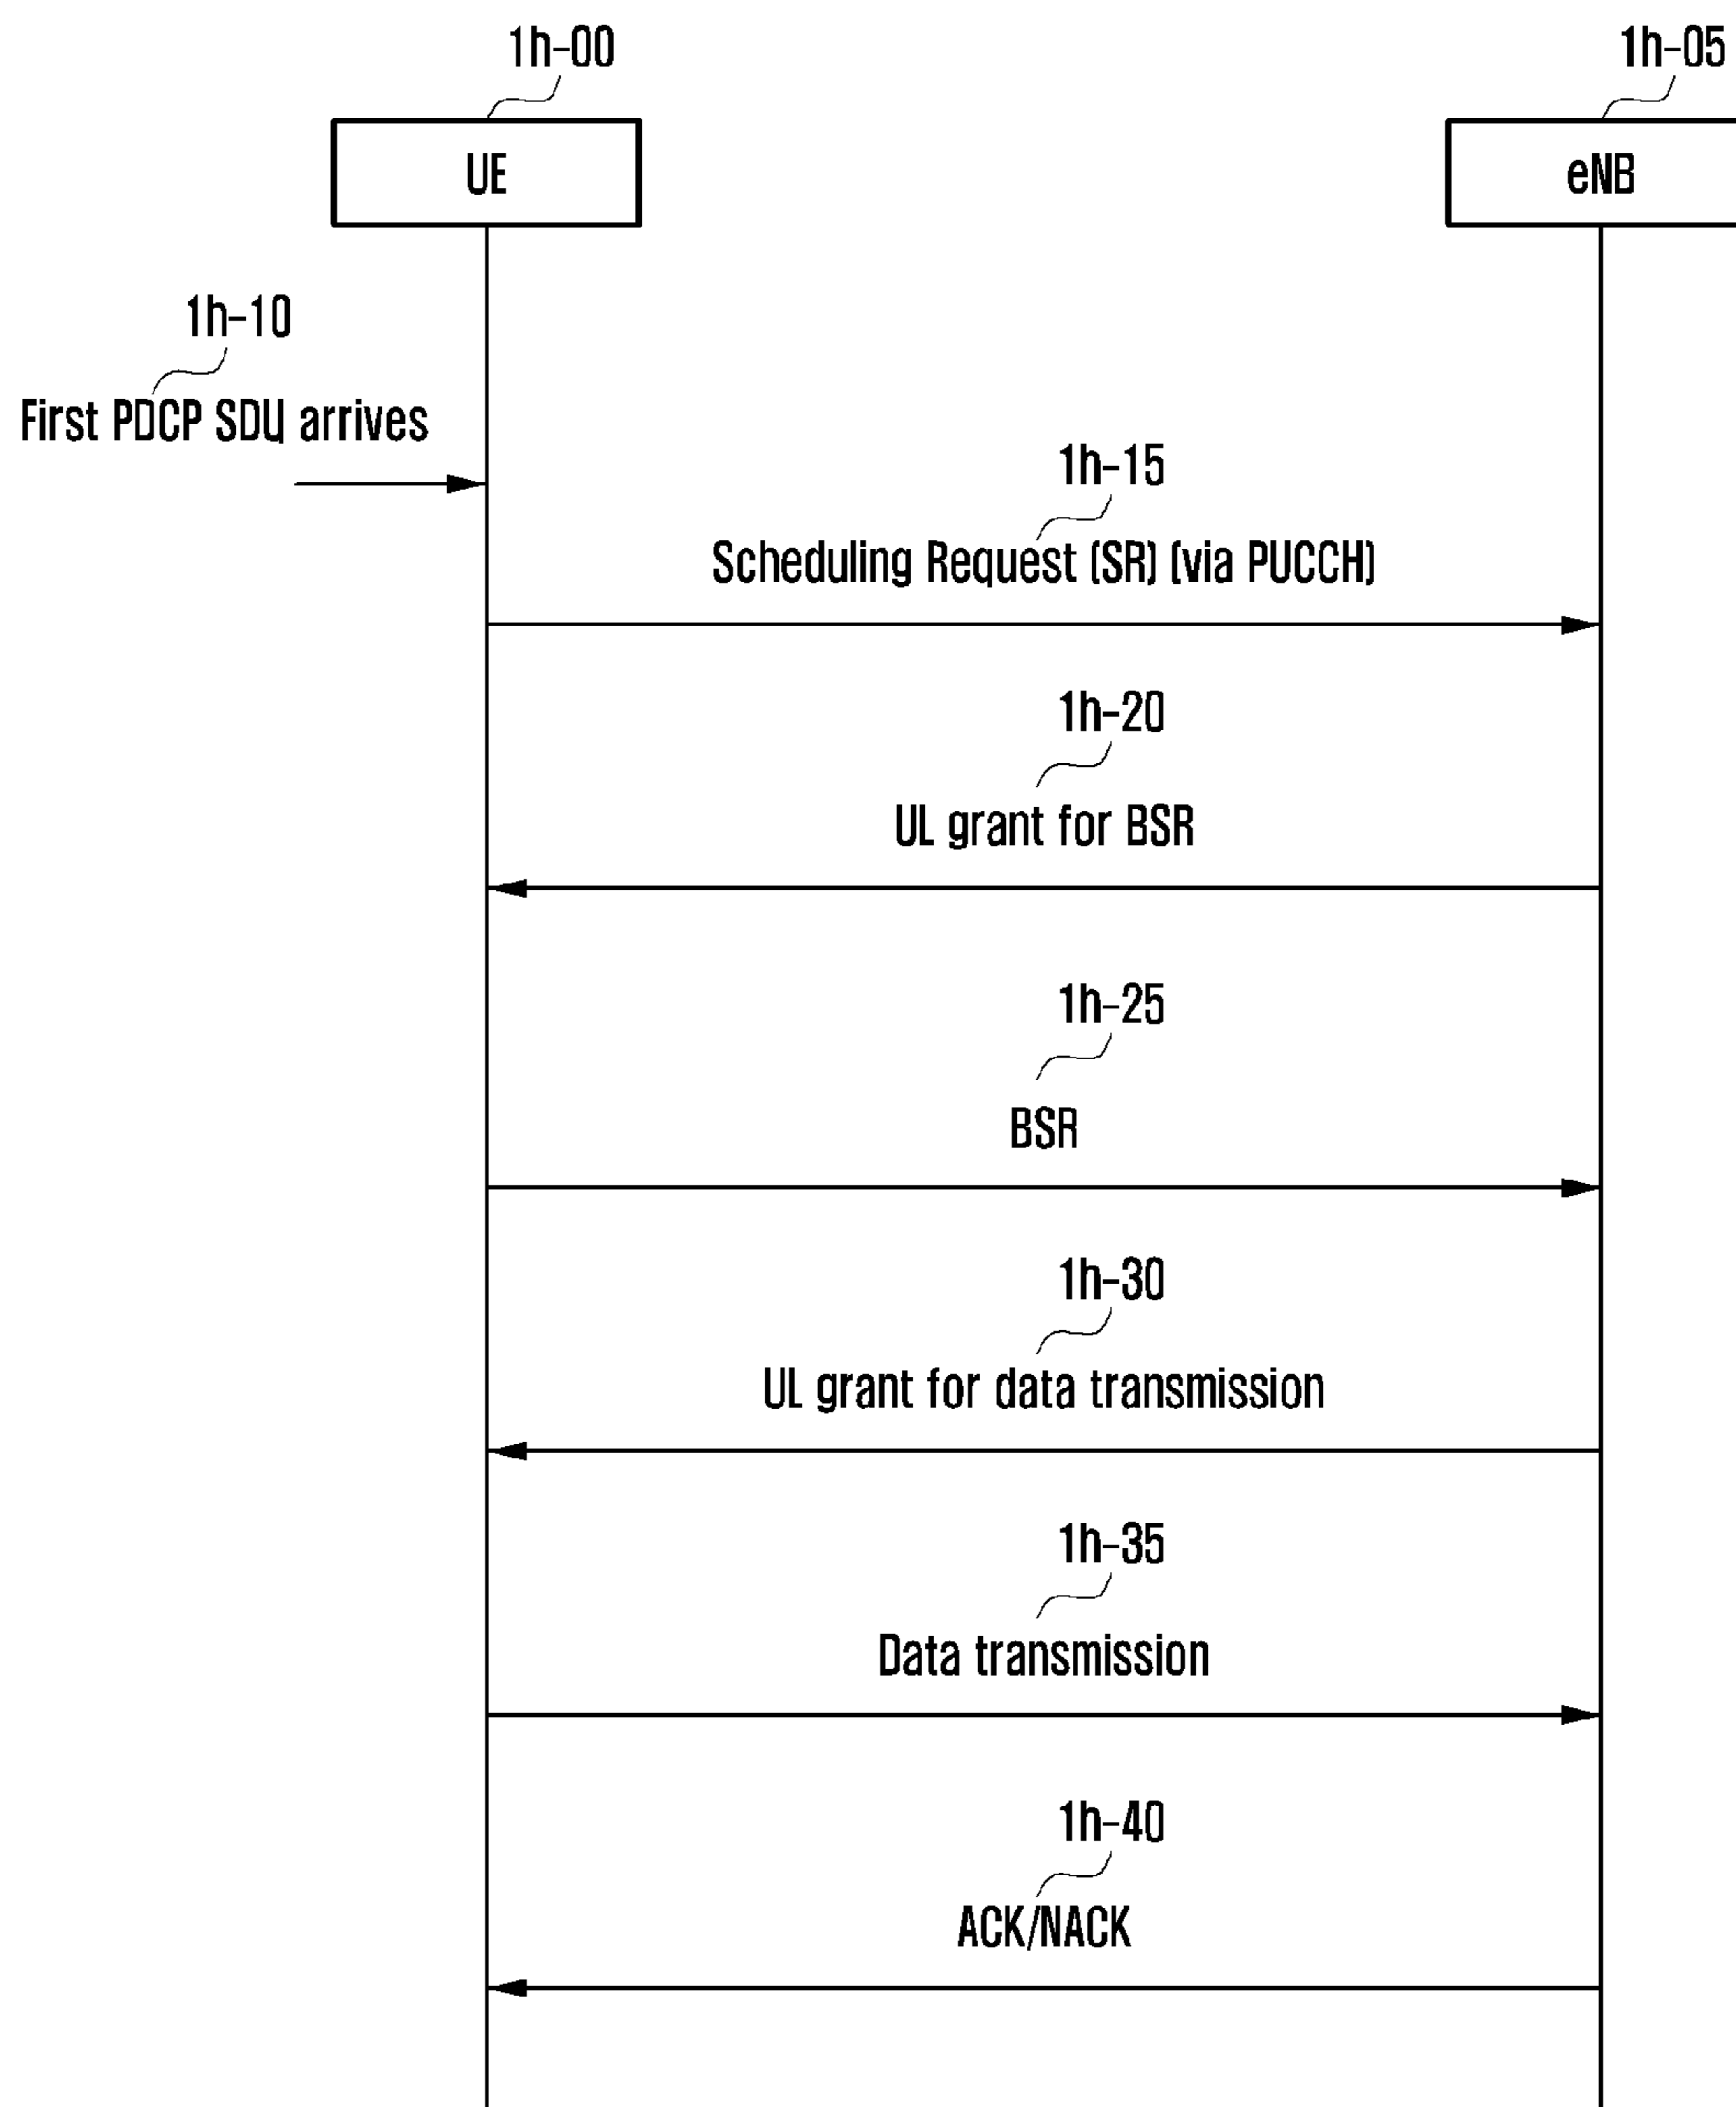 1h-00
1h-05
UE
eNB
1h-10
First PDCP SDU arrives
1h-15
Scheduling Request (SR) (via PUCCH)
1h-20
UL grant for BSR
1h-25
BSR
1h-30
UL grant for data transmission
1h-35
Data transmission
1h-40
ACK/NACK